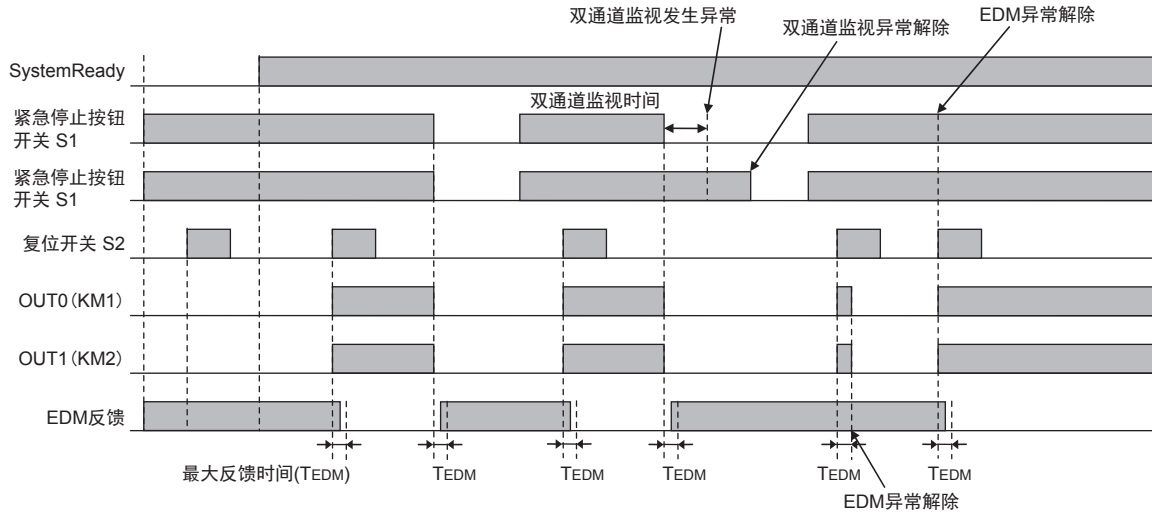 双通道监视发生异常
EDM异常解除
双通道监视异常解除
SystemReady
双通道监视时间
紧急停止按钮
开关 S1
紧急停止按钮
开关 S1
复位开关 S2
OUT0(KM1)
OUT1(KM2)
EDM反馈
最大反馈时间(TEDM)
TEDM
TEDM
TEDM
TEDM
TEDM
EDM异常解除